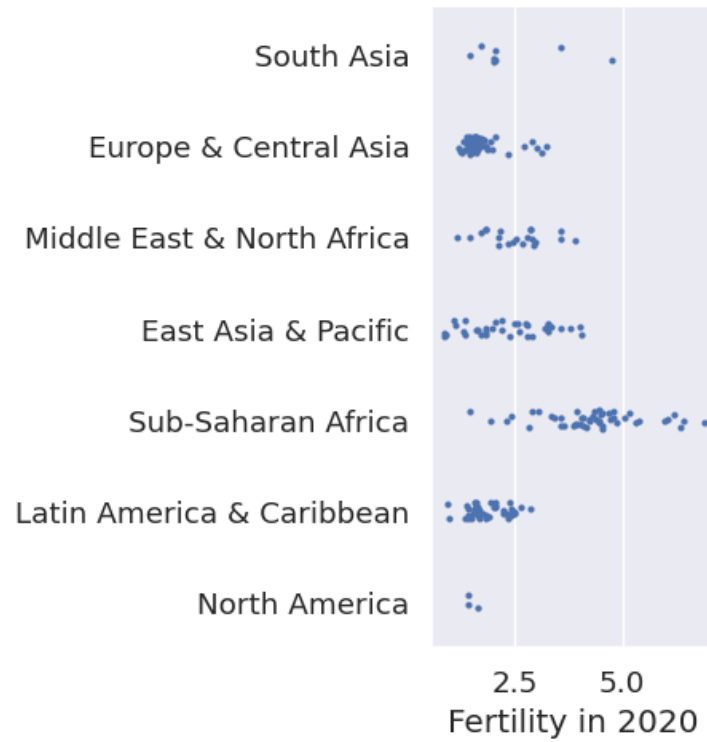 South Asia
Europe & Central Asia
Middle East & North Africa
East Asia & Pacific
Sub-Saharan Africa
Latin America & Caribbean
North America
2.5 5.0
Fertility in 2020